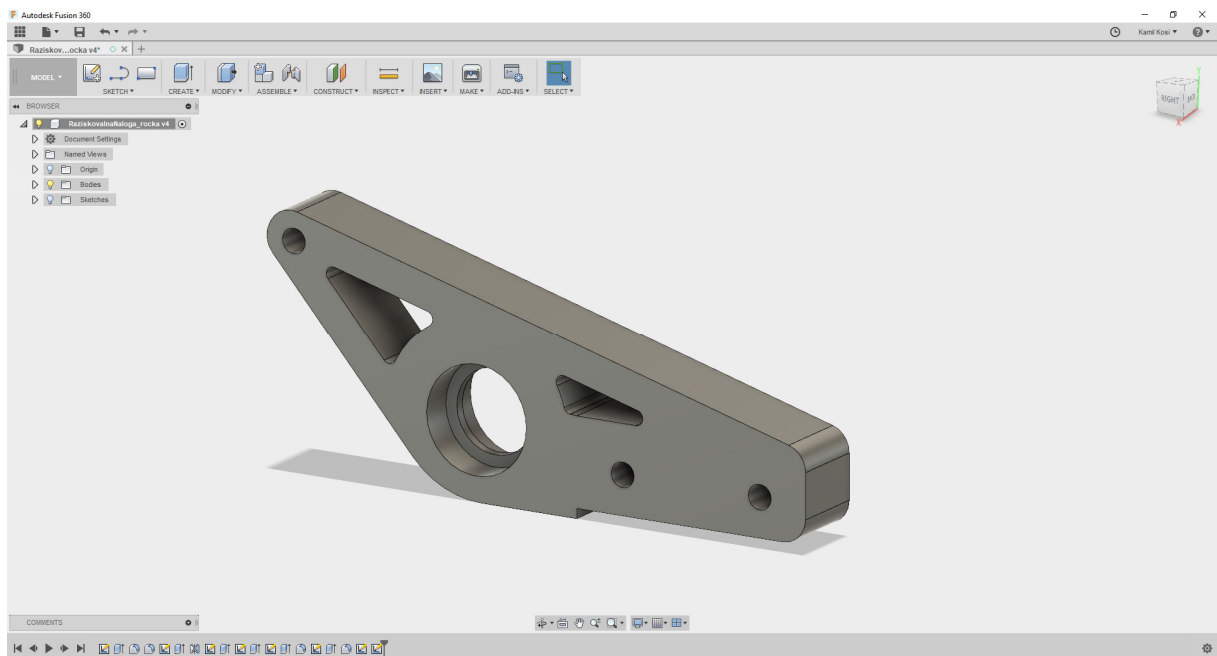 Autodesk Fusion 360
Kamil Kosi
Raziskov...ocka v4*
MODEL
SKETCH
CREATE
MODIFY
ASSEMBLE
CONSTRUCT
INSPECT
INSERT
MAKE
ADD-INS
SELECT
BROWSER
RaziskovalnaNaloga_rocka v4
Document Settings
Named Views
Origin
Bodies
Sketches
Y
RIGHT
X
COMMENTS